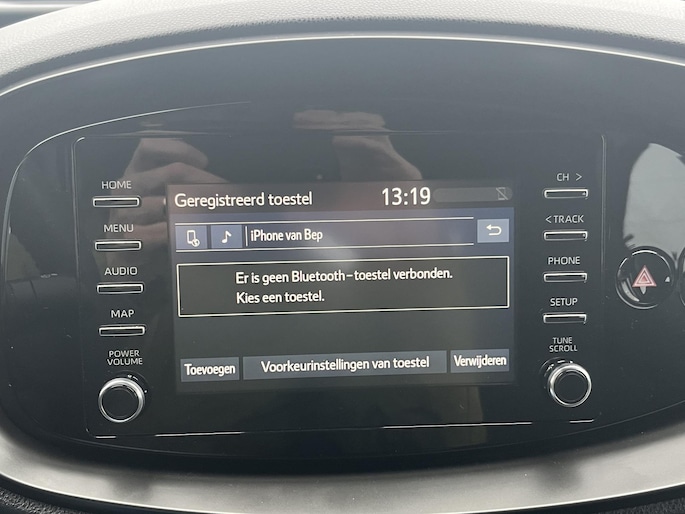 HOME
MENU
AUDIO
MAP
POWER
VOLUME
Geregistreerd toestel 13:19
iPhone van Bep
Er is geen Bluetooth-toestel verbonden.
Kies een toestel.
Toevoegen Voorkeurinstellingen van toestel Verwijderen
CH >
< TRACK
PHONE
SETUP
TUNE
SCROLL